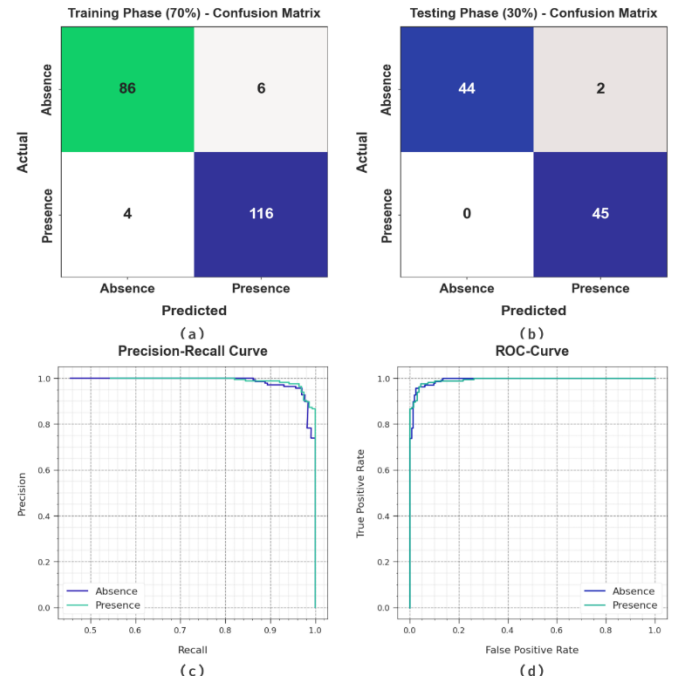 Training Phase (70%) - Confusion Matrix
Actual
Absence
86
6
Presence
4
116
Absence
Presence
Predicted
(a)
Testing Phase (30%) - Confusion Matrix
Actual
Absence
44
2
Presence
0
45
Absence
Presence
Predicted
(b)
Precision-Recall Curve
Precision
1.0
0.8
0.6
0.4
0.2
0.0
Absence
Presence
0.5
0.6
0.7
0.8
0.9
1.0
Recall
(c)
ROC-Curve
True Positive Rate
1.0
0.8
0.6
0.4
0.2
0.0
Absence
Presence
0.0
0.2
0.4
0.6
0.8
1.0
False Positive Rate
(d)